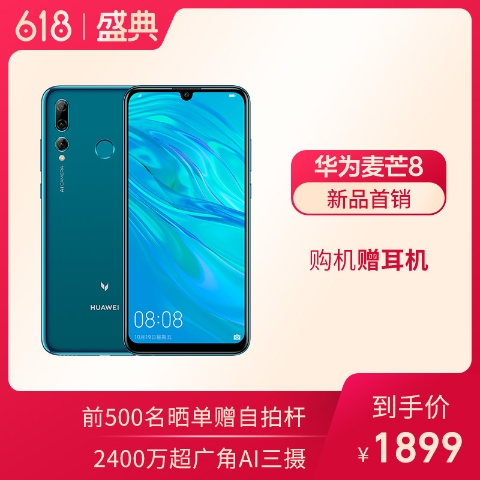 618 | 盛典
华为麦芒8
新品首销
购机赠耳机
AI CAMERA
HUAWEI
08:08
前500名晒单赠自拍杆
2400万超广角AI三摄
到手价
¥1899